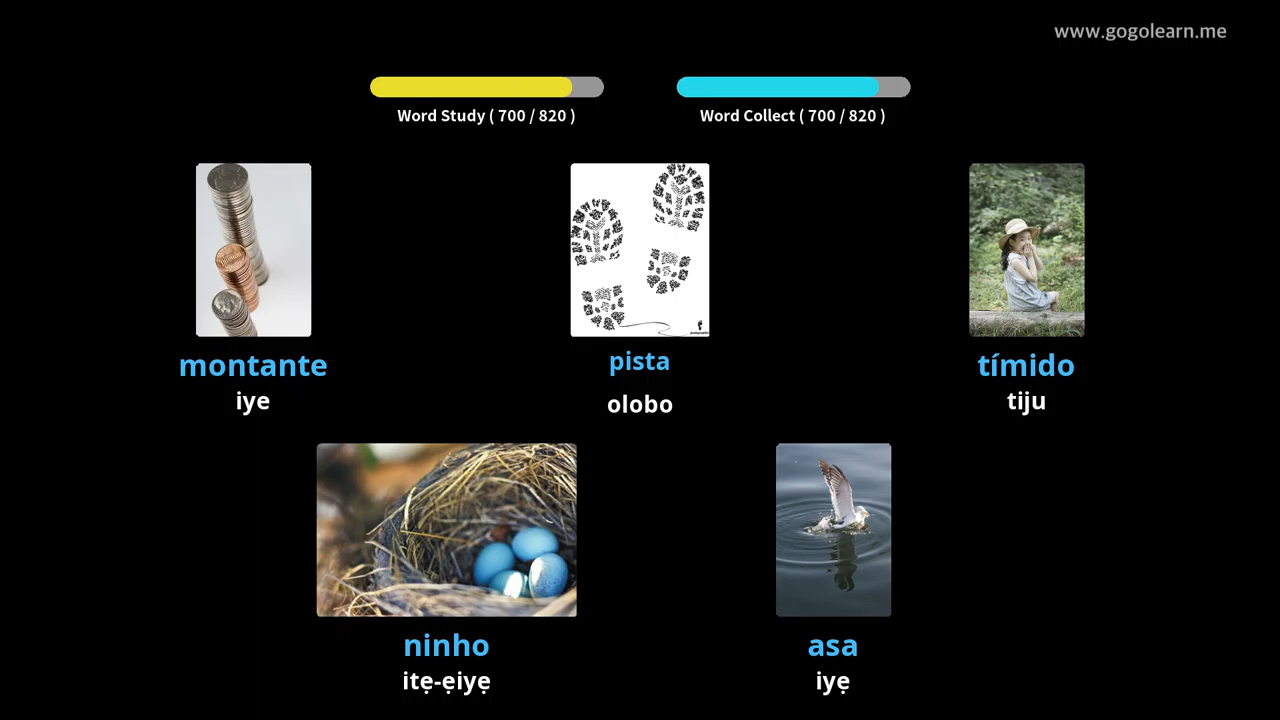 www.gogolearn.me
Word Study ( 700 / 820 )
Word Collect ( 700 / 820 )
montante
iye
pista
olobo
tímido
tiju
ninho
itẹ-ẹiyẹ
asa
iyẹ